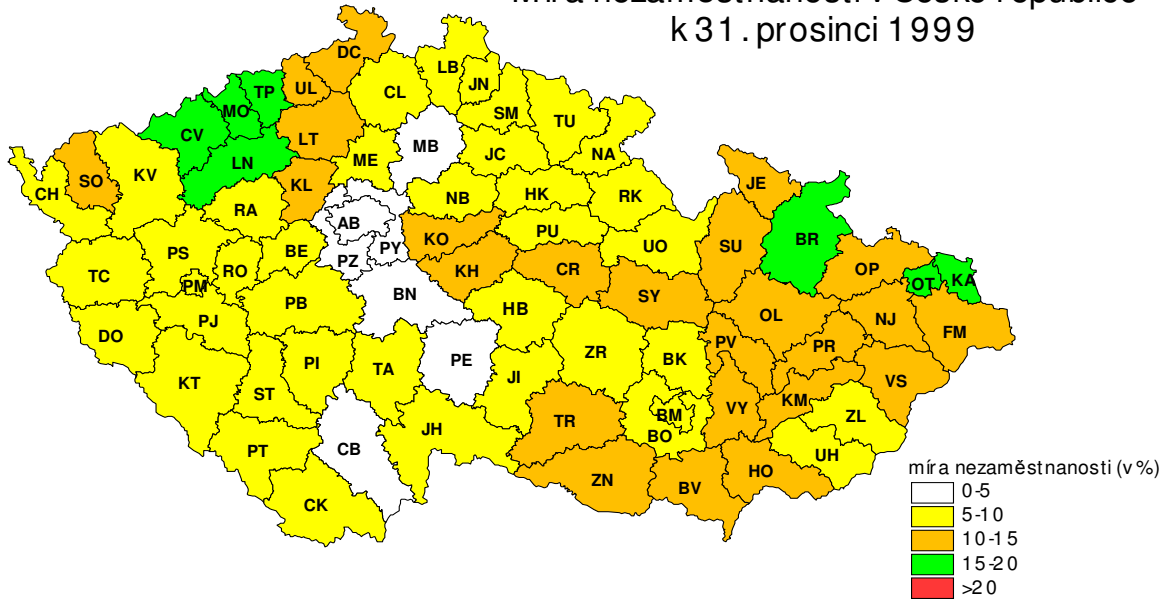 Míra nezaměstnanosti v České republice
k 31. prosinci 1999
DC
LB
UL
JN
TP
CL
MO
SM
TU
CV
LT
MB
JC
NA
ME
LN
JE
KV
SO
KL
CH
NB
HK
RK
RA
AB
PU
KO
PY
UO
SU
BR
PS
BE
PZ
RO
KH
CR
OP
TC
PM
OT
KA
BN
SY
PB
HB
OL
PJ
NJ
FM
DO
PV
PR
ZR
BK
PE
PI
TA
JI
KT
VS
ST
KM
VY
BM
ZL
TR
JH
BO
PT
CB
UH
HO
ZN
BV
CK
míra nezaměstnanosti (v %)
0-5
5-10
10-15
15-20
>20